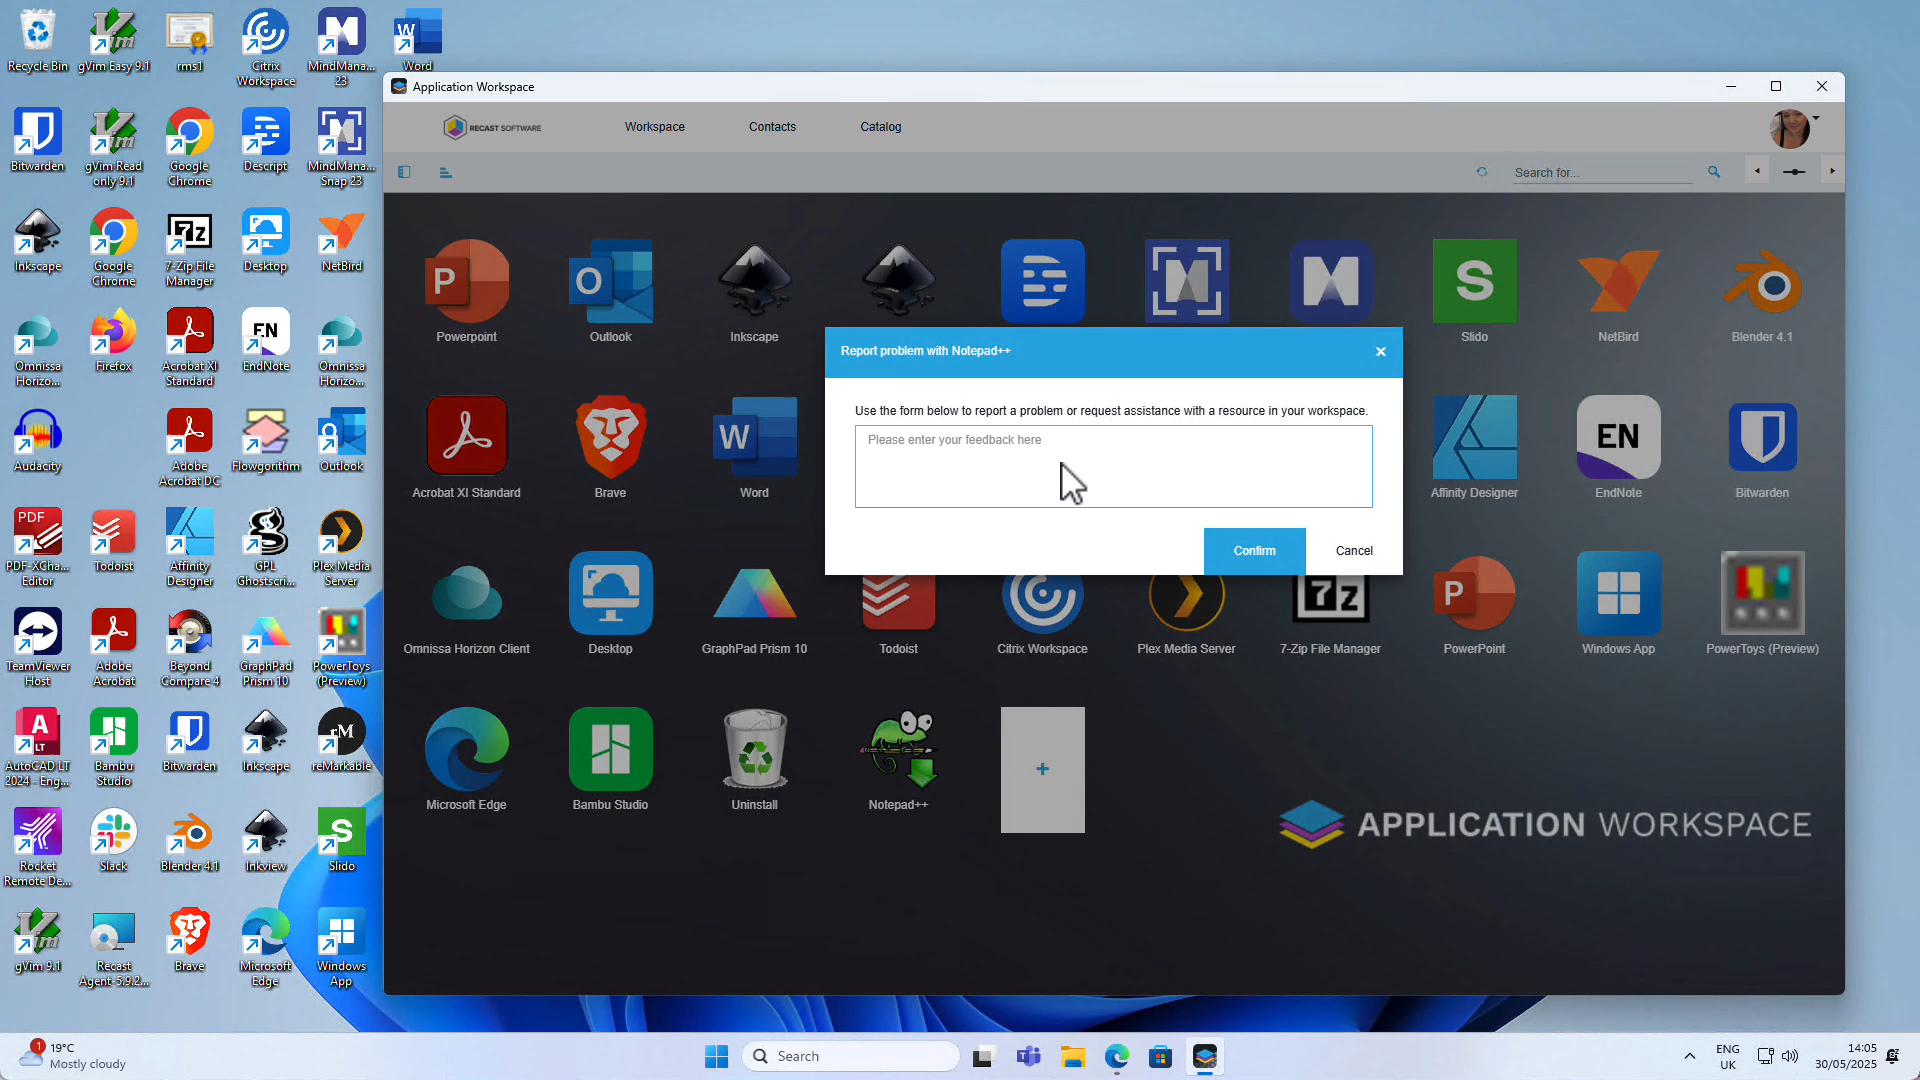 Recycle Bin
gVim Easy 9.1
rms1
Citrix
Workspace
MindMana...
23
Word
Bitwarden
gVim Read
only 9.1
Google
Chrome
Descript
MindMana...
Snap 23
Inkscape
Google
Chrome
7-Zip File
Manager
Desktop
NetBird
Omnissa
Horizo...
Firefox
Acrobat XI
Standard
EndNote
Omnissa
Horizo...
Audacity
Adobe
Acrobat DC
Flowgorithm
Outlook
PDF-XCha...
Editor
Todoist
Affinity
Designer
GPL
Ghostscri...
Plex Media
Server
TeamViewer
Host
Adobe
Acrobat
Beyond
Compare 4
GraphPad
Prism 10
PowerToys
(Preview)
AutoCAD LT
2024 - Eng...
Bambu
Studio
Bitwarden
Inkscape
reMarkable
Rocket
Remote De...
Slack
Blender 4.1
Inkview
Slido
gVim 9.1
Recast
Agent-5.9.2...
Brave
Microsoft
Edge
Windows
App
Application Workspace
RECAST SOFTWARE
Workspace
Contacts
Catalog
Search for...
Powerpoint
Outlook
Inkscape
Slido
NetBird
Blender 4.1
Report problem with Notepad++
Use the form below to report a problem or request assistance with a resource in your workspace.
Please enter your feedback here
Confirm
Cancel
Acrobat XI Standard
Brave
Word
Affinity Designer
EndNote
Bitwarden
Omnissa Horizon Client
Desktop
GraphPad Prism 10
Todoist
Citrix Workspace
Plex Media Server
7-Zip File Manager
PowerPoint
Windows App
PowerToys (Preview)
Microsoft Edge
Bambu Studio
Uninstall
Notepad++
APPLICATION WORKSPACE
1
19°C
Mostly cloudy
Search
ENG
UK
14:05
30/05/2025